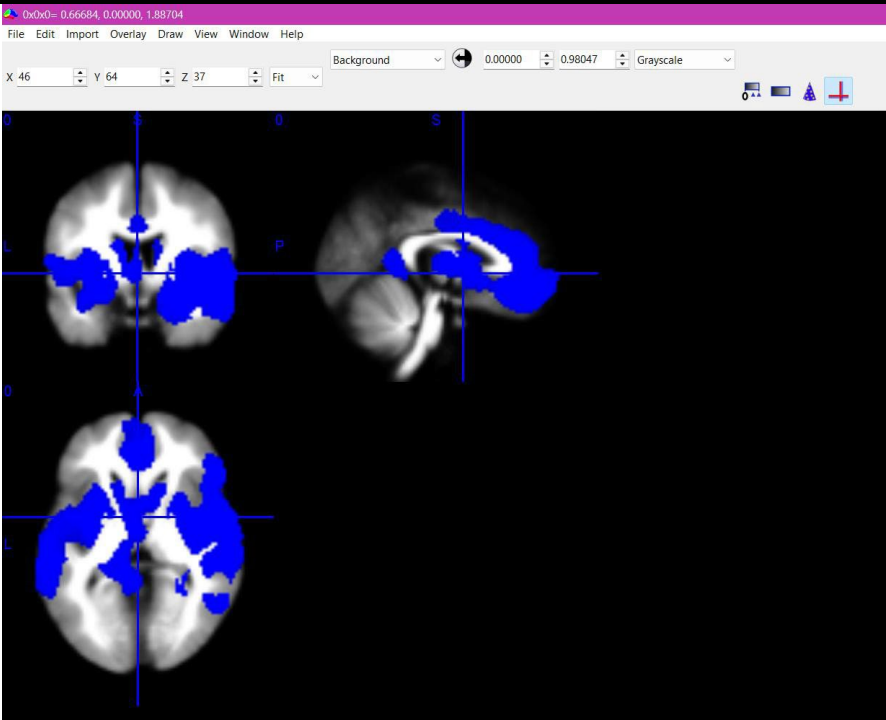 0x0x0= 0.66684, 0.00000, 1.88704
File Edit Import Overlay Draw View Window Help
Background 0.00000 0.98047 Grayscale
X 46 Y 64 Z 37 Fit
0
0 S 0 S
L P
0 A
L